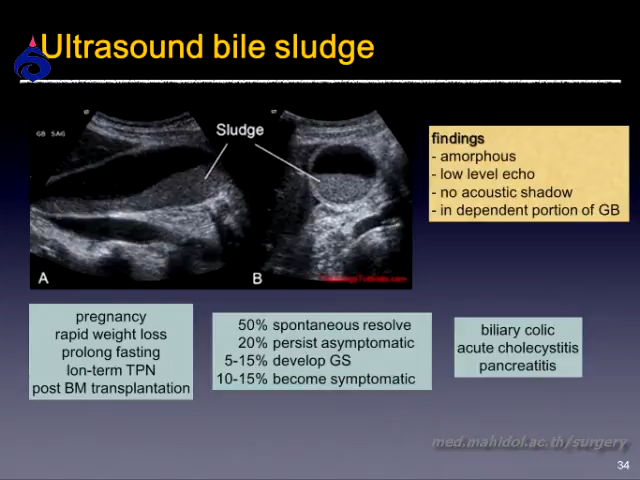 Ultrasound bile sludge
GB SAG
Sludge
A
B
findings
- amorphous
- low level echo
- no acoustic shadow
- in dependent portion of GB
pregnancy
rapid weight loss
prolong fasting
lon-term TPN
post BM transplantation
50% spontaneous resolve
20% persist asymptomatic
5-15% develop GS
10-15% become symptomatic
biliary colic
acute cholecystitis
pancreatitis
med.mahidol.ac.th/surgery
34